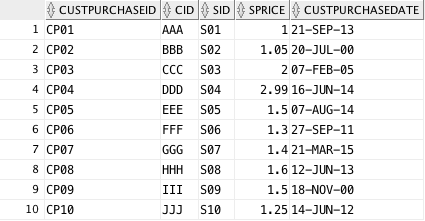 CUSTPURCHASEID CID SID SPRICE CUSTPURCHASEDATE
1 CP01 AAA S01 1 21-SEP-13
2 CP02 BBB S02 1.05 20-JUL-00
3 CP03 CCC S03 2 07-FEB-05
4 CP04 DDD S04 2.99 16-JUN-14
5 CP05 EEE S05 1.5 07-AUG-14
6 CP06 FFF S06 1.3 27-SEP-11
7 CP07 GGG S07 1.4 21-MAR-15
8 CP08 HHH S08 1.6 12-JUN-13
9 CP09 III S09 1.5 18-NOV-00
10 CP10 JJJ S10 1.25 14-JUN-12